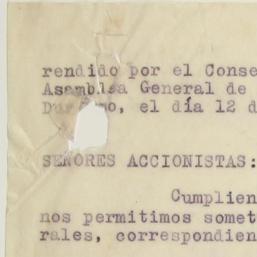 rendido por el Conse
Asamblea General de
el día 12 d
SEÑORES ACCIONISTAS:
Cumplien
nos permitimos somet
rales, correspondien